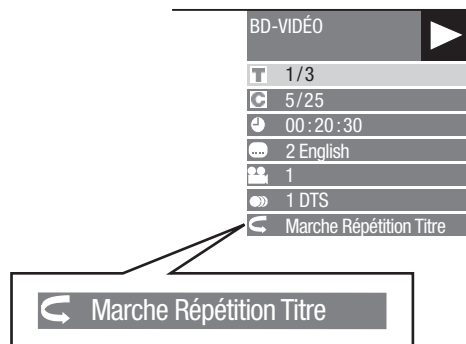 BD-VIDÉO
T 1/3
C 5/25
00:20:30
2 English
1
1 DTS
Marche Répétition Titre
Marche Répétition Titre